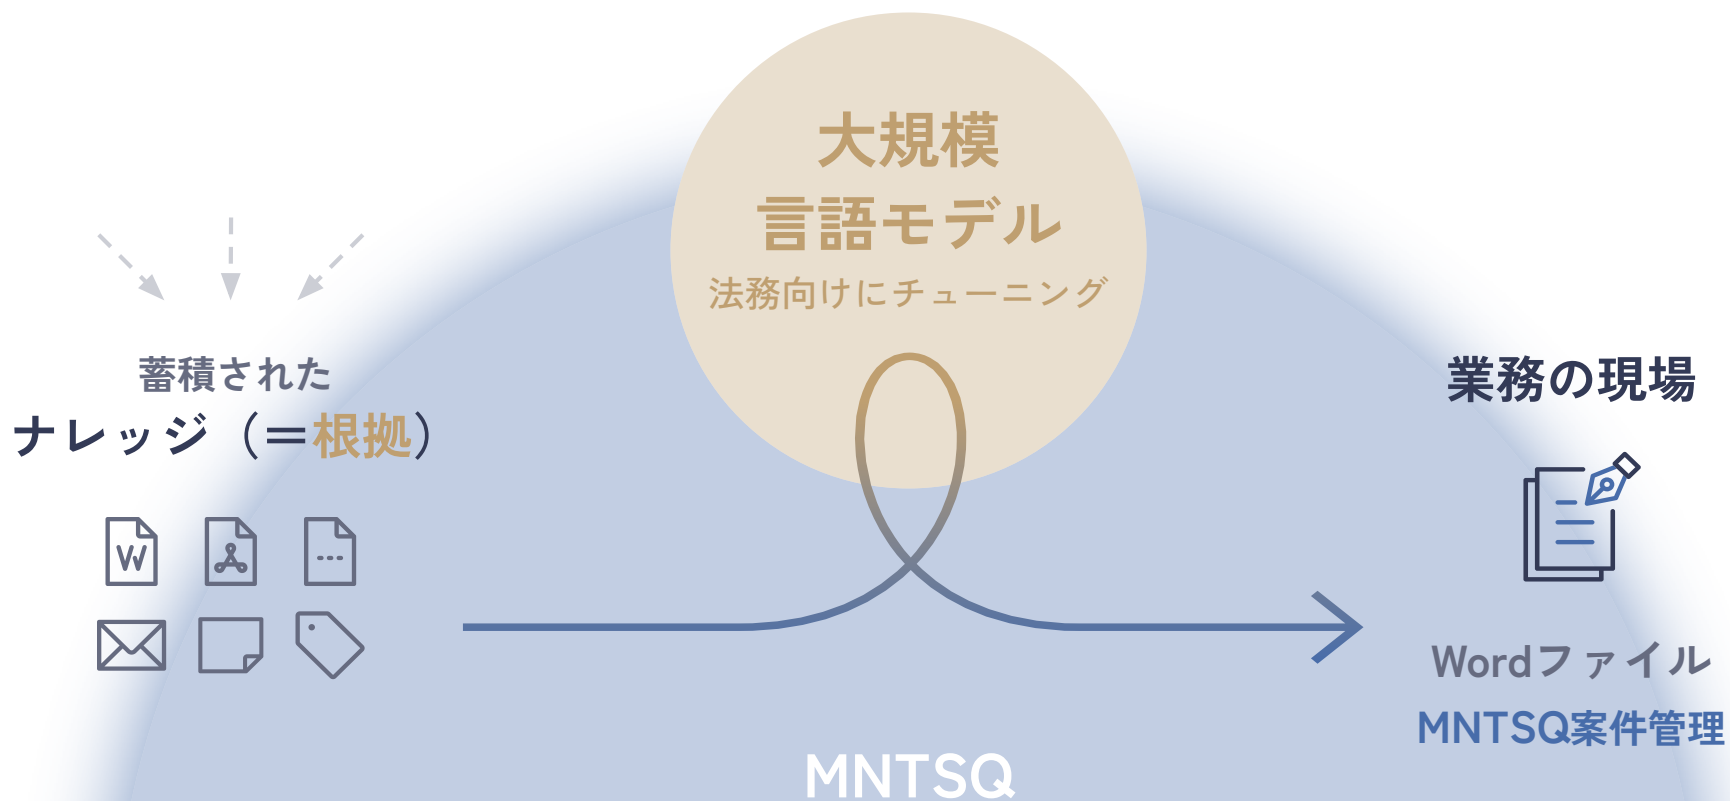 大規模
言語モデル
法務向けにチューニング
蓄積された
ナレッジ（＝根拠）
W
業務の現場
Wordファイル
MNTSQ案件管理
MNTSQ